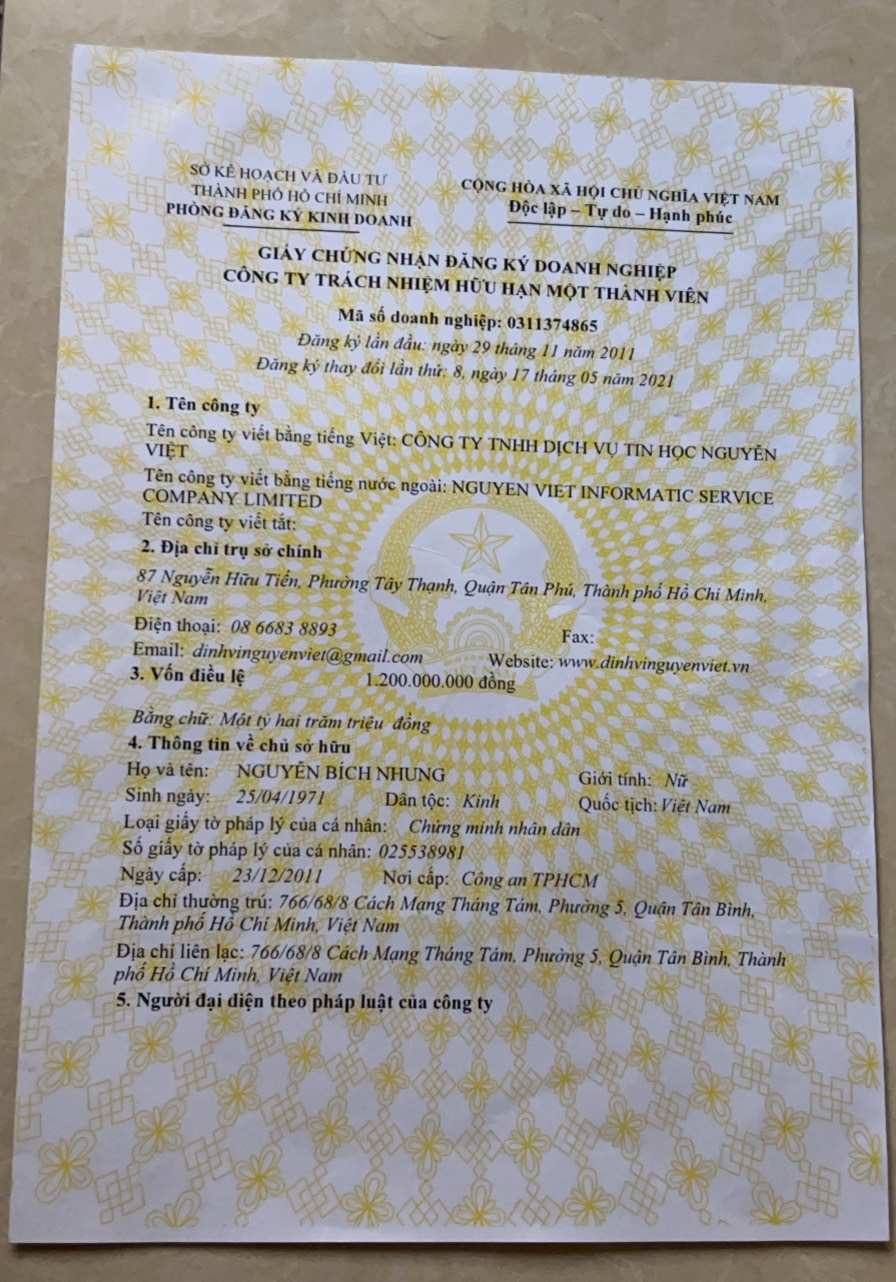 SỞ KẾ HOẠCH VÀ ĐẦU TƯ
THÀNH PHỐ HỒ CHÍ MINH
PHÒNG ĐĂNG KÝ KINH DOANH
CỘNG HÒA XÃ HỘI CHỦ NGHĨA VIỆT NAM
Độc lập – Tự do – Hạnh phúc
GIẤY CHỨNG NHẬN ĐĂNG KÝ DOANH NGHIỆP
CÔNG TY TRÁCH NHIỆM HỮU HẠN MỘT THÀNH VIÊN
Mã số doanh nghiệp: 0311374865
Đăng ký lần đầu: ngày 29 tháng 11 năm 2011
Đăng ký thay đổi lần thứ: 8, ngày 17 tháng 05 năm 2021
1. Tên công ty
Tên công ty viết bằng tiếng Việt: CÔNG TY TNHH DỊCH VỤ TIN HỌC NGUYỄN
VIỆT
Tên công ty viết bằng tiếng nước ngoài: NGUYEN VIET INFORMATIC SERVICE
COMPANY LIMITED
Tên công ty viết tắt:
2. Địa chỉ trụ sở chính
87 Nguyễn Hữu Tiến, Phường Tây Thạnh, Quận Tân Phú, Thành phố Hồ Chí Minh,
Việt Nam
Điện thoại: 08 6683 8893 Fax:
Email: dinhvinguyenviet@gmail.com Website: www.dinhvinguyenviet.vn
3. Vốn điều lệ 1.200.000.000 đồng
Bằng chữ: Một tỷ hai trăm triệu đồng
4. Thông tin về chủ sở hữu
Họ và tên: NGUYỄN BÍCH NHUNG Giới tính: Nữ
Sinh ngày: 25/04/1971 Dân tộc: Kinh Quốc tịch: Việt Nam
Loại giấy tờ pháp lý của cá nhân: Chứng minh nhân dân
Số giấy tờ pháp lý của cá nhân: 025538981
Ngày cấp: 23/12/2011 Nơi cấp: Công an TPHCM
Địa chỉ thường trú: 766/68/8 Cách Mạng Tháng Tám, Phường 5, Quận Tân Bình,
Thành phố Hồ Chí Minh, Việt Nam
Địa chỉ liên lạc: 766/68/8 Cách Mạng Tháng Tám, Phường 5, Quận Tân Bình, Thành
phố Hồ Chí Minh, Việt Nam
5. Người đại diện theo pháp luật của công ty